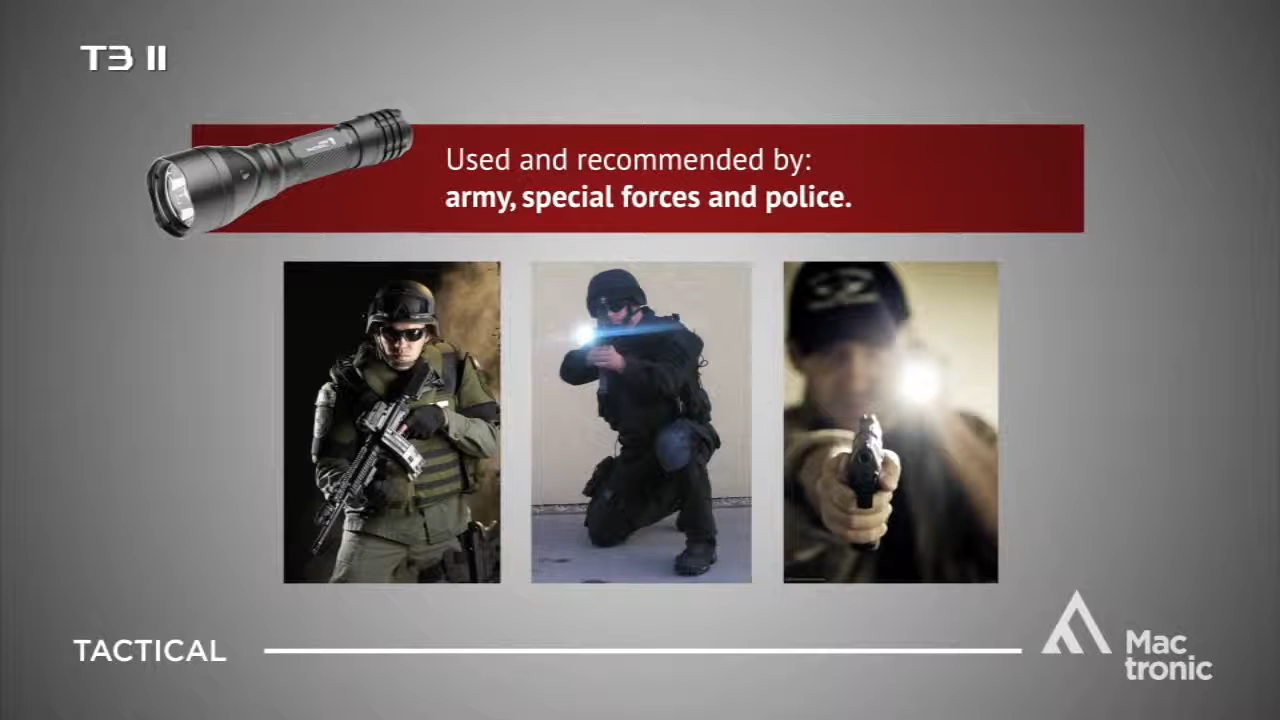 T3 II
Used and recommended by:
army, special forces and police.
TACTICAL
Mac
tronic